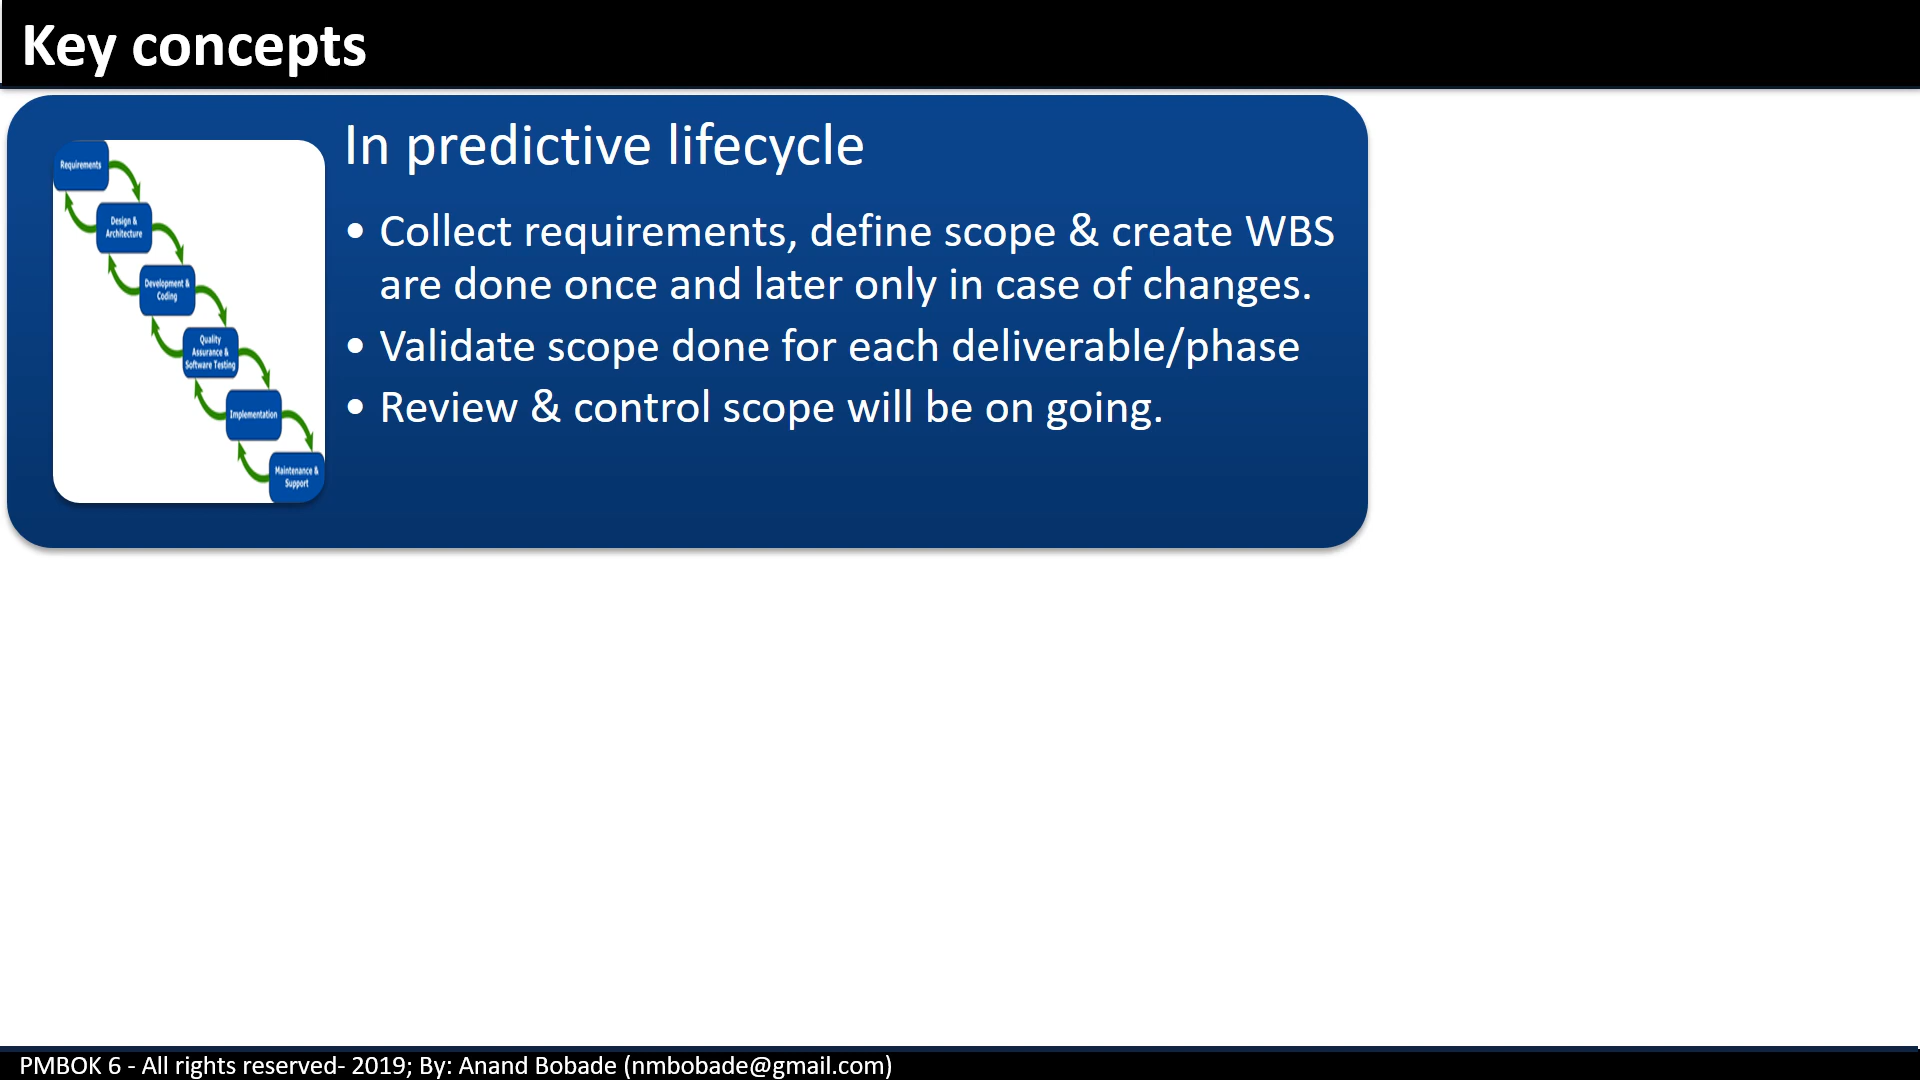 Key concepts
In predictive lifecycle
• Collect requirements, define scope & create WBS
are done once and later only in case of changes.
• Validate scope done for each deliverable/phase
• Review & control scope will be on going.
Requirements
Design &
Architecture
Development &
Coding
Quality
Assurance &
Software Testing
Implementation
Maintenance &
Support
PMBOK 6 - All rights reserved- 2019; By: Anand Bobade (nmbobade@gmail.com)